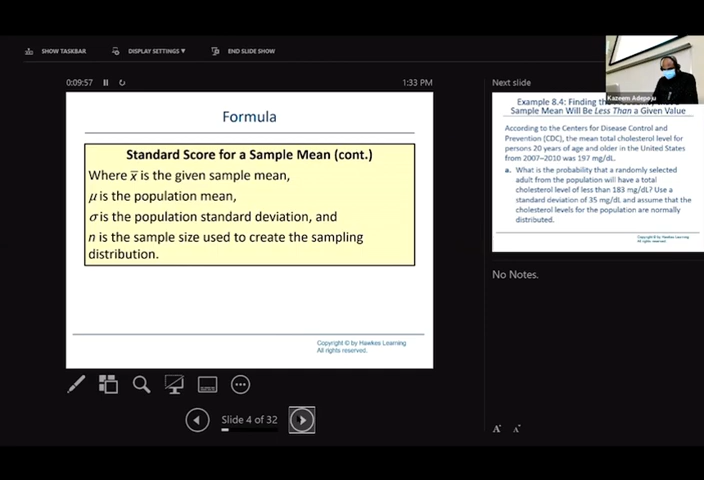 SHOW TASKBAR
DISPLAY SETTINGS ▼
END SLIDE SHOW
0:09:57
1:33 PM
Formula
Standard Score for a Sample Mean (cont.)
Where x̅ is the given sample mean,
μ is the population mean,
σ is the population standard deviation, and
n is the sample size used to create the sampling
distribution.
Copyright © by Hawkes Learning
All rights reserved.
Slide 4 of 32
Next slide
Kazeem Adepoju
Example 8.4: Finding the
Sample Mean Will Be Less Than a Given Value
According to the Centers for Disease Control and
Prevention (CDC), the mean total cholesterol level for
persons 20 years of age and older in the United States
from 2007–2010 was 197 mg/dL.
a. What is the probability that a randomly selected
adult from the population will have a total
cholesterol level of less than 183 mg/dL? Use a
standard deviation of 35 mg/dL and assume that the
cholesterol levels for the population are normally
distributed.
Copyright © by Hawkes Learning
All rights reserved.
No Notes.
A A